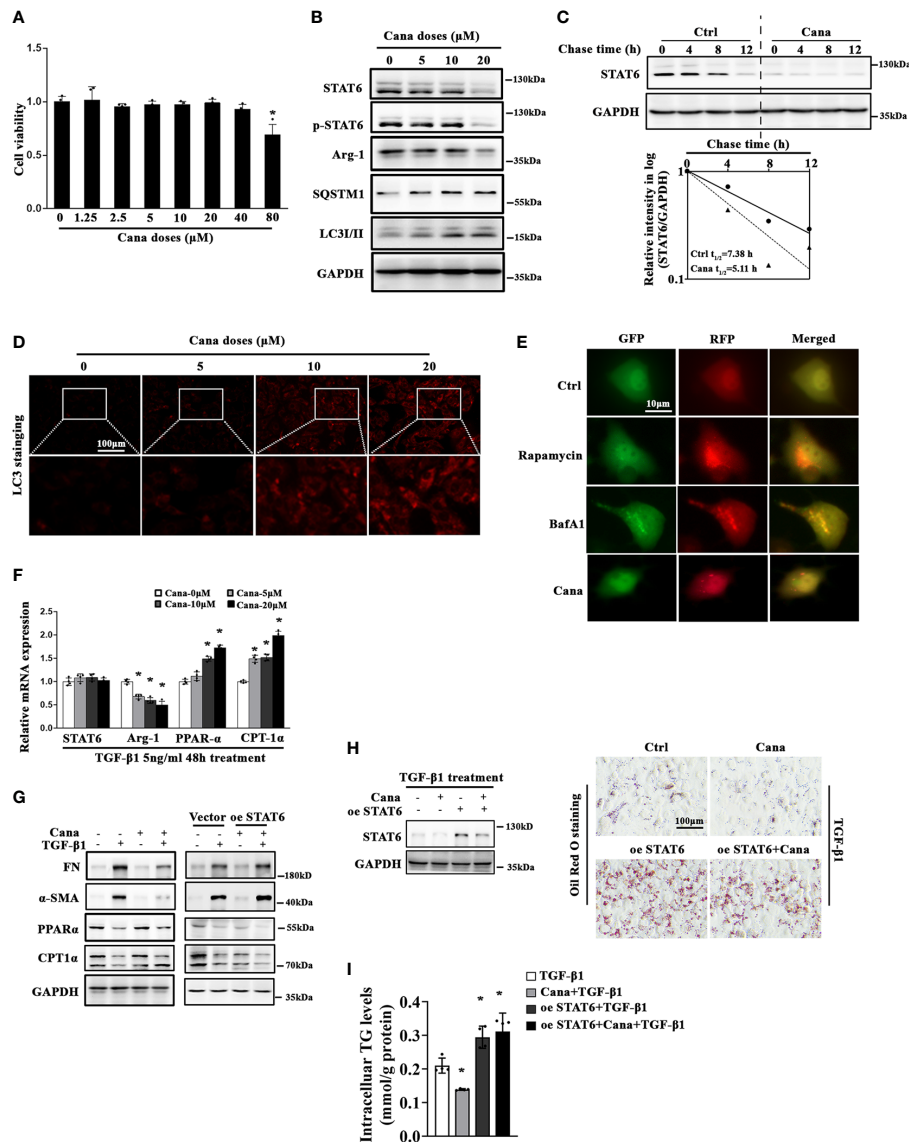 A
Cell viability
1.5
1.0
0.5
0.0
*
0 1.25 2.5 5 10 20 40 80
Cana doses (μM)
B
Cana doses (μM)
0 5 10 20
STAT6
130kDa
p-STAT6
130kDa
Arg-1
35kDa
SQSTM1
55kDa
LC3I/II
15kDa
GAPDH
35kDa
C
Ctrl Cana
Chase time (h) 0 4 8 12 0 4 8 12
STAT6
130kDa
GAPDH
35kDa
Chase time (h)
0 4 8 12
1
0.1
Relative intensity in log
(STAT6/GAPDH)
Ctrl t1/2=7.38 h
Cana t1/2=5.11 h
D
Cana doses (μM)
0 5 10 20
LC3 stainging
100μm
E
GFP RFP Merged
Ctrl
10μm
Rapamycin
BafA1
Cana
F
Cana-0μM Cana-5μM
Cana-10μM Cana-20μM
Relative mRNA expression
2.5
2.0
1.5
1.0
0.5
0.0
* * * * * * * *
STAT6 Arg-1 PPAR-α CPT-1α
TGF-β1 5ng/ml 48h treatment
G
Vector oe STAT6
Cana - - + + - - + +
TGF-β1 - + - + - + - +
FN
180kD
α-SMA
40kDa
PPARα
55kDa
CPT1α
70kDa
GAPDH
35kDa
H
TGF-β1 treatment
Cana - + - +
oe STAT6 - - + +
STAT6
130kD
GAPDH
35kDa
Oil Red O staining
Ctrl Cana
100μm
oe STAT6 oe STAT6+Cana
TGF-β1
I
TGF-β1
Cana+TGF-β1
oe STAT6+TGF-β1
oe STAT6+Cana+TGF-β1
Intracelluar TG levels
(mmol/g protein)
0.4
0.3
0.2
0.1
0.0
* * *